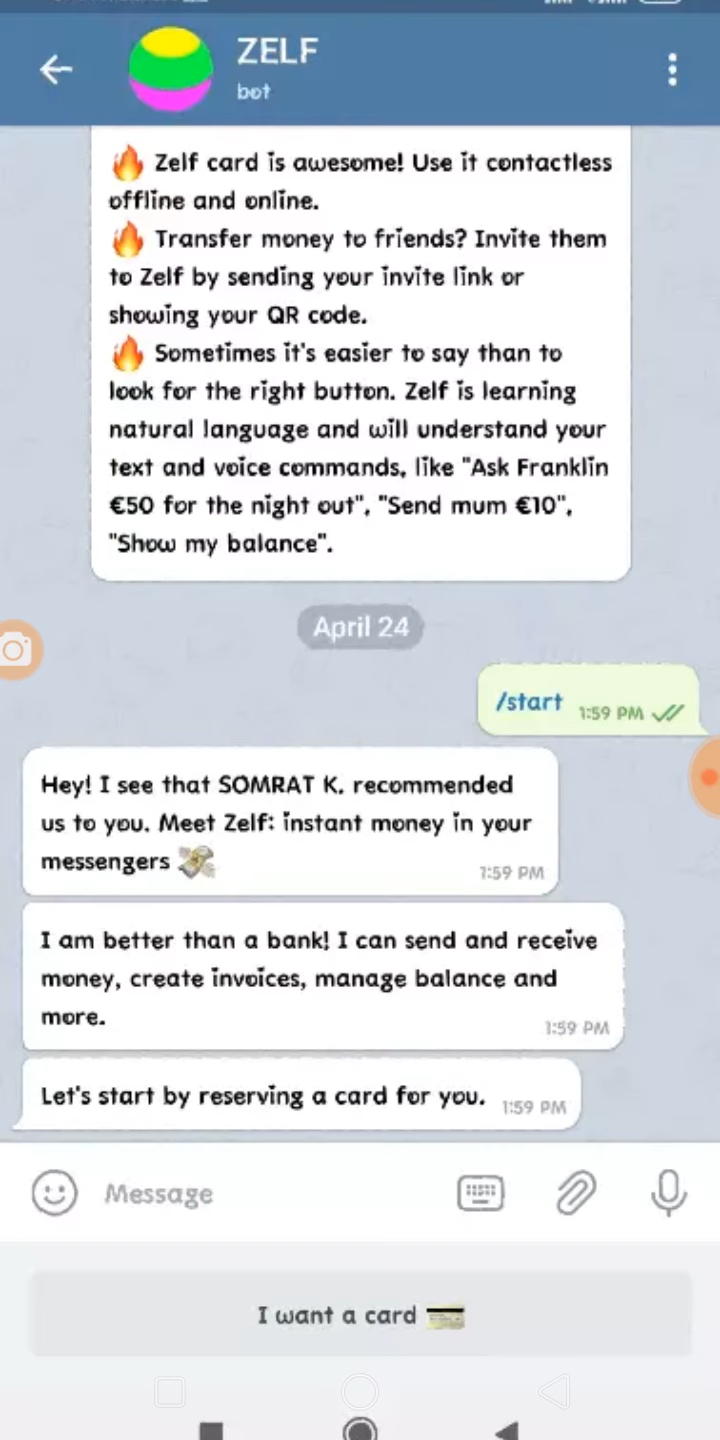 ZELF
bot
🔥 Zelf card is awesome! Use it contactless
offline and online.
🔥 Transfer money to friends? Invite them
to Zelf by sending your invite link or
showing your QR code.
🔥 Sometimes it's easier to say than to
look for the right button. Zelf is learning
natural language and will understand your
text and voice commands, like "Ask Franklin
€50 for the night out", "Send mum €10",
"Show my balance".
April 24
/start 1:59 PM
Hey! I see that SOMRAT K. recommended
us to you. Meet Zelf: instant money in your
messengers 💸 1:59 PM
I am better than a bank! I can send and receive
money, create invoices, manage balance and
more. 1:59 PM
Let's start by reserving a card for you. 1:59 PM
Message
I want a card 💳